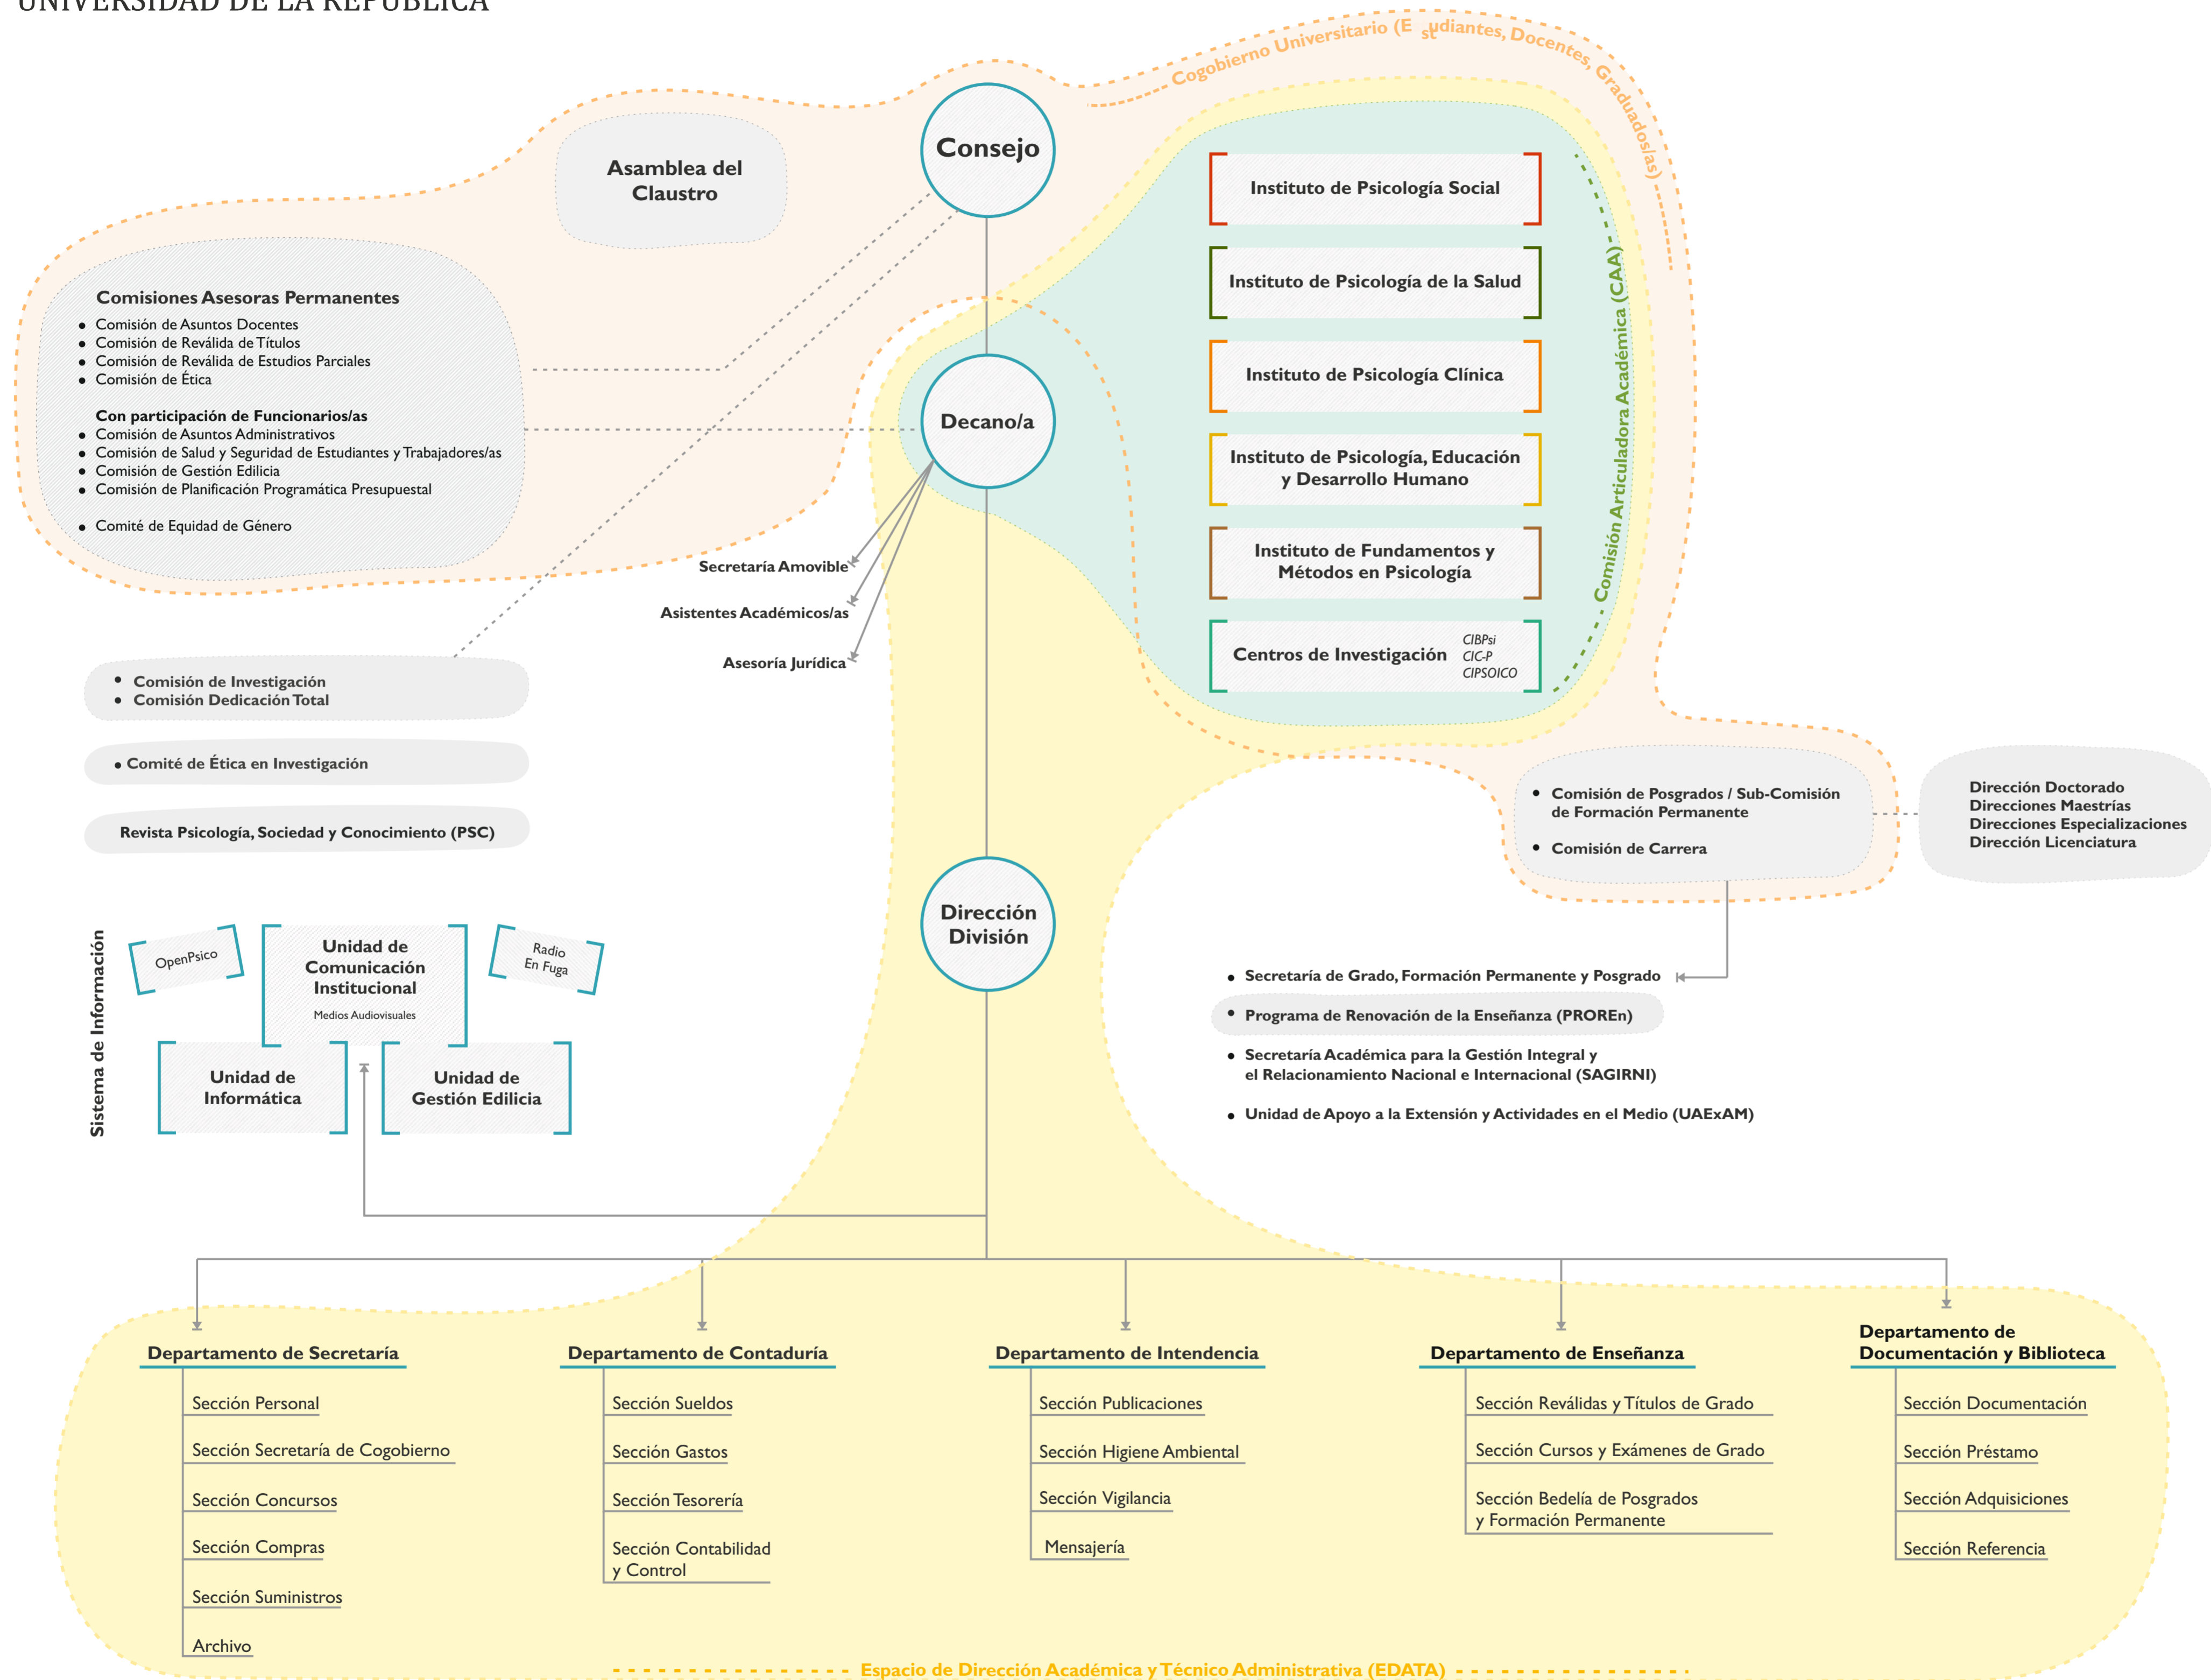 UNIVERSIDAD DE LA REPÚBLICA
Cogobierno Universitario (Estudiantes, Docentes, Graduados/as)
Consejo
Asamblea del
Claustro
Comisiones Asesoras Permanentes
• Comisión de Asuntos Docentes
• Comisión de Reválida de Títulos
• Comisión de Reválida de Estudios Parciales
• Comisión de Ética
Con participación de Funcionarios/as
• Comisión de Asuntos Administrativos
• Comisión de Salud y Seguridad de Estudiantes y Trabajadores/as
• Comisión de Gestión Edilicia
• Comisión de Planificación Programática Presupuestal
• Comité de Equidad de Género
Decano/a
Instituto de Psicología Social
Instituto de Psicología de la Salud
Instituto de Psicología Clínica
Instituto de Psicología, Educación
y Desarrollo Humano
Instituto de Fundamentos y
Métodos en Psicología
Centros de Investigación
CIBPsi
CIC-P
CIPSOICO
Comisión Articuladora Académica (CAA)
Secretaría Amovible
Asistentes Académicos/as
Asesoría Jurídica
• Comisión de Investigación
• Comisión Dedicación Total
• Comité de Ética en Investigación
Revista Psicología, Sociedad y Conocimiento (PSC)
• Comisión de Posgrados / Sub-Comisión
de Formación Permanente
• Comisión de Carrera
Dirección Doctorado
Direcciones Maestrías
Direcciones Especializaciones
Dirección Licenciatura
Dirección
División
Sistema de Información
OpenPsico
Unidad de
Comunicación
Institucional
Medios Audiovisuales
Radio
En Fuga
Unidad de
Informática
Unidad de
Gestión Edilicia
• Secretaría de Grado, Formación Permanente y Posgrado
• Programa de Renovación de la Enseñanza (PROREn)
• Secretaría Académica para la Gestión Integral y
el Relacionamiento Nacional e Internacional (SAGIRNI)
• Unidad de Apoyo a la Extensión y Actividades en el Medio (UAExAM)
Departamento de Secretaría
Sección Personal
Sección Secretaría de Cogobierno
Sección Concursos
Sección Compras
Sección Suministros
Archivo
Departamento de Contaduría
Sección Sueldos
Sección Gastos
Sección Tesorería
Sección Contabilidad
y Control
Departamento de Intendencia
Sección Publicaciones
Sección Higiene Ambiental
Sección Vigilancia
Mensajería
Departamento de Enseñanza
Sección Reválidas y Títulos de Grado
Sección Cursos y Exámenes de Grado
Sección Bedelía de Posgrados
y Formación Permanente
Departamento de
Documentación y Biblioteca
Sección Documentación
Sección Préstamo
Sección Adquisiciones
Sección Referencia
Espacio de Dirección Académica y Técnico Administrativa (EDATA)